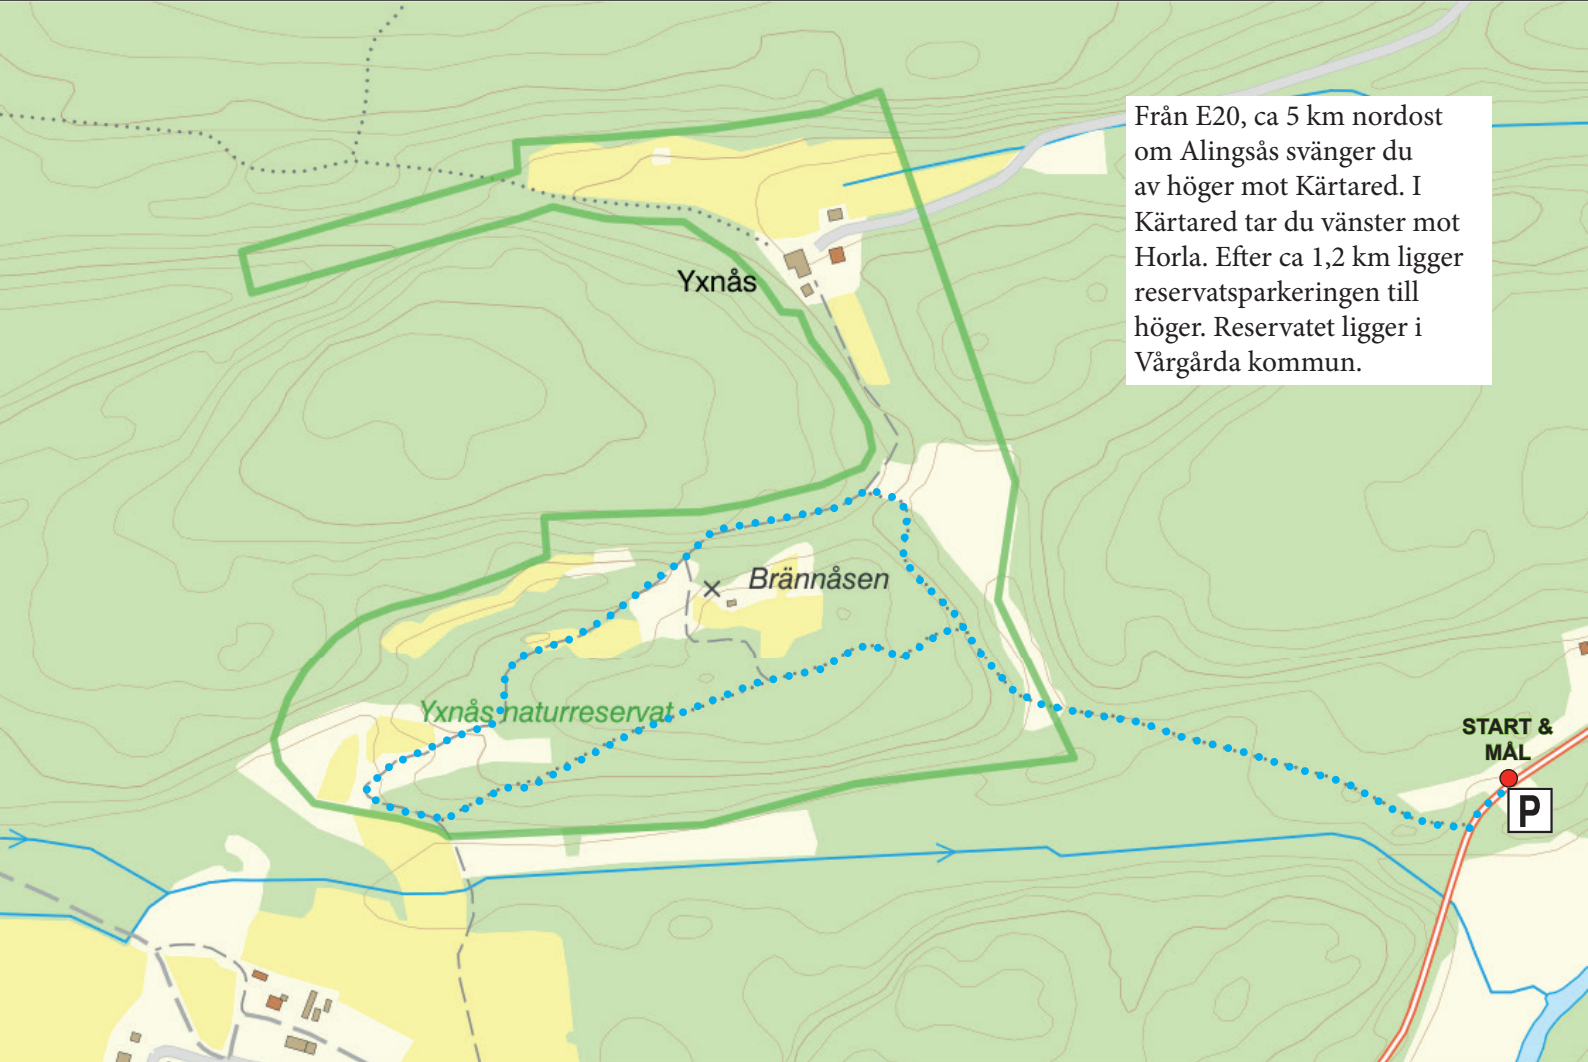 Från E20, ca 5 km nordost
om Alingsås svänger du
av höger mot Kärtared. I
Kärtared tar du vänster mot
Horla. Efter ca 1,2 km ligger
reservatsparkeringen till
höger. Reservatet ligger i
Vårgårda kommun.
Yxnås
Brännåsen
Yxnås naturreservat
START &
MÅL
P